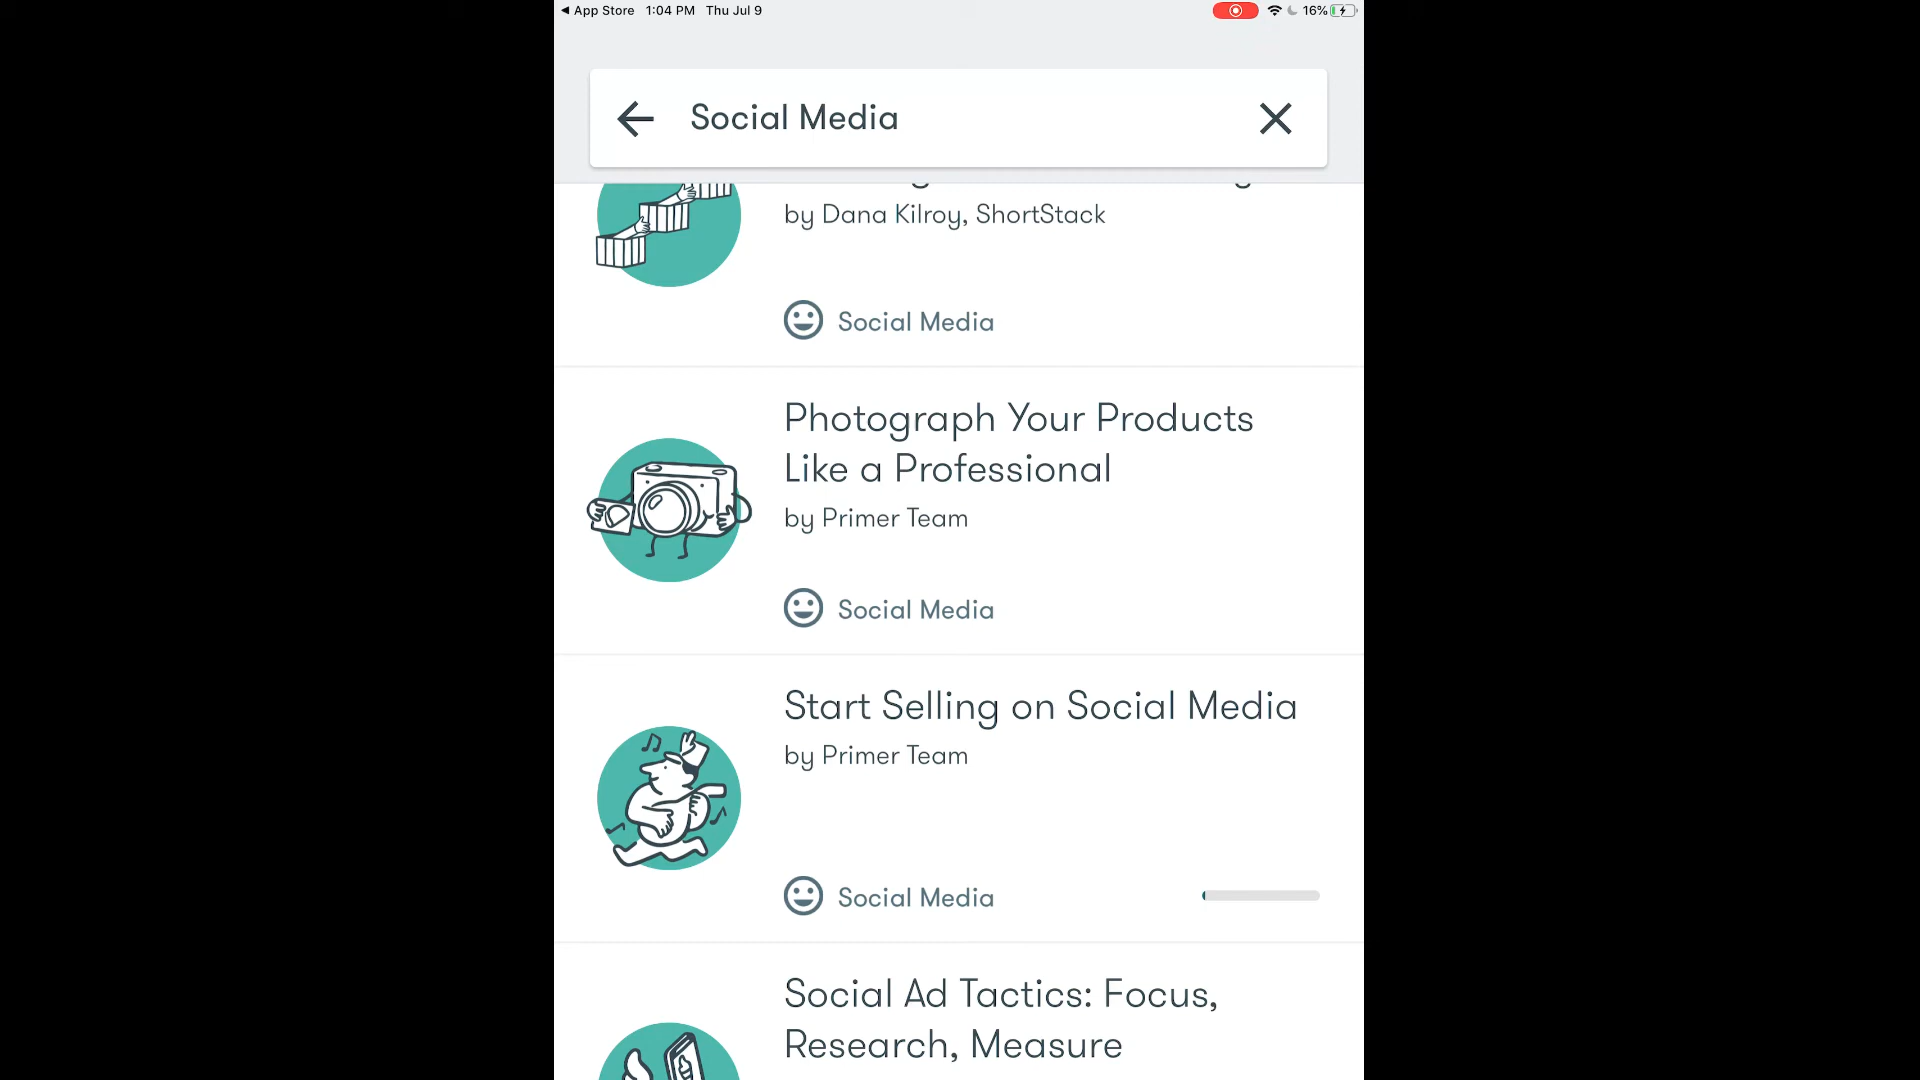 ◀ App Store 1:04 PM Thu Jul 9 16%
Social Media
by Dana Kilroy, ShortStack
Social Media
Photograph Your Products
Like a Professional
by Primer Team
Social Media
Start Selling on Social Media
by Primer Team
Social Media
Social Ad Tactics: Focus,
Research, Measure